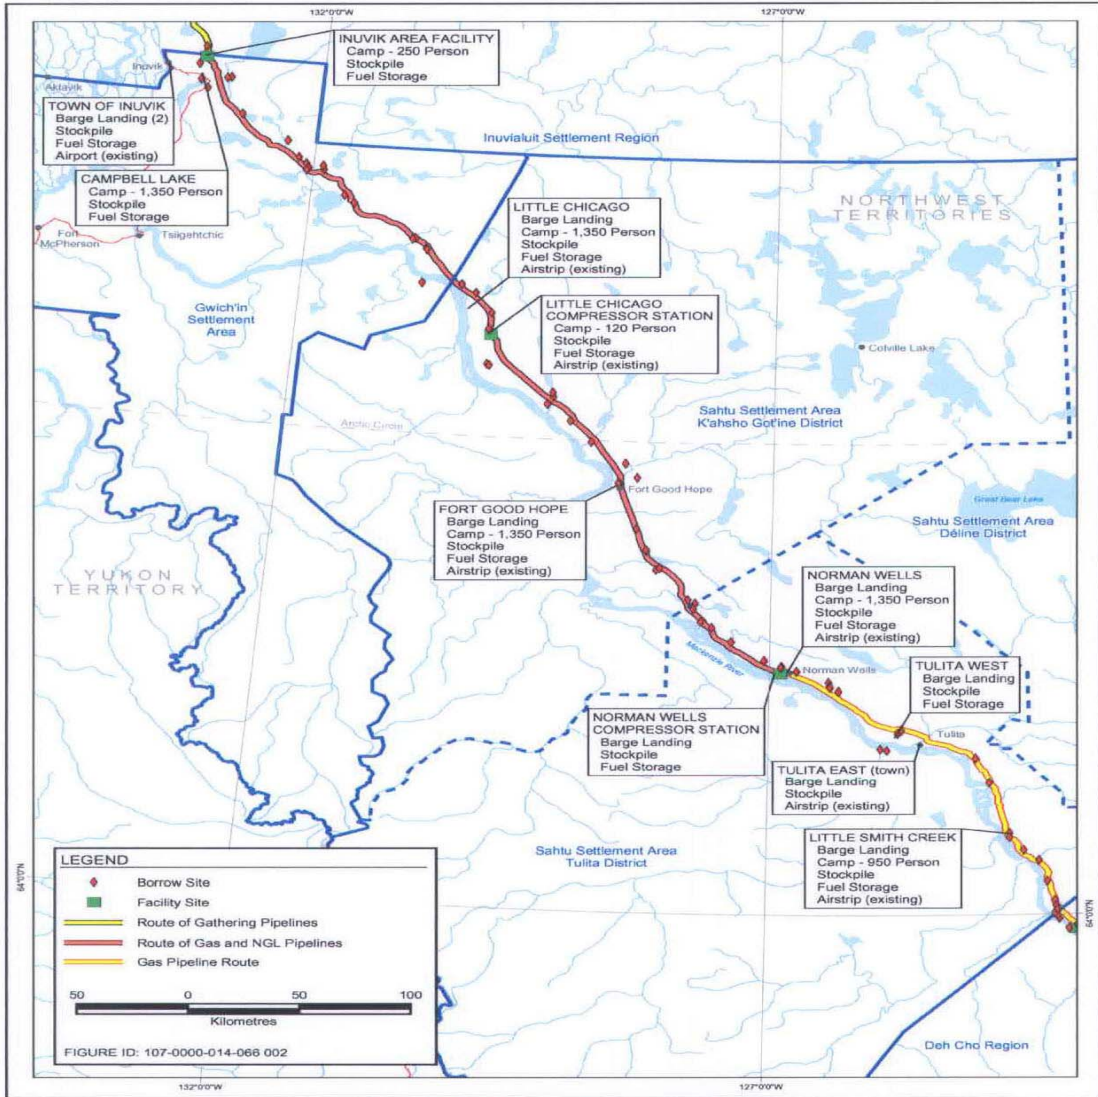 132°0'0"W
127°0'0"W
INUVIK AREA FACILITY
Camp - 250 Person
Stockpile
Fuel Storage
Inuvik
Aklavik
TOWN OF INUVIK
Barge Landing (2)
Stockpile
Fuel Storage
Airport (existing)
Inuvialuit Settlement Region
CAMPBELL LAKE
Camp - 1,350 Person
Stockpile
Fuel Storage
Fort
McPherson
Tsiigehtchic
LITTLE CHICAGO
Barge Landing
Camp - 1,350 Person
Stockpile
Fuel Storage
Airstrip (existing)
NORTHWEST
TERRITORIES
Gwich'in
Settlement
Area
LITTLE CHICAGO
COMPRESSOR STATION
Camp - 120 Person
Stockpile
Fuel Storage
Airstrip (existing)
Colville Lake
Arctic Circle
Sahtu Settlement Area
K'ahsho Got'ine District
Fort Good Hope
Great Bear Lake
FORT GOOD HOPE
Barge Landing
Camp - 1,350 Person
Stockpile
Fuel Storage
Airstrip (existing)
Sahtu Settlement Area
Déline District
YUKON
TERRITORY
NORMAN WELLS
Barge Landing
Camp - 1,350 Person
Stockpile
Fuel Storage
Airstrip (existing)
Mackenzie River
Norman Wells
TULITA WEST
Barge Landing
Stockpile
Fuel Storage
NORMAN WELLS
COMPRESSOR STATION
Barge Landing
Stockpile
Fuel Storage
Tulita
TULITA EAST (town)
Barge Landing
Stockpile
Airstrip (existing)
LITTLE SMITH CREEK
Barge Landing
Camp - 950 Person
Stockpile
Fuel Storage
Airstrip (existing)
Sahtu Settlement Area
Tulita District
64°0'0"N
64°0'0"N
LEGEND
Borrow Site
Facility Site
Route of Gathering Pipelines
Route of Gas and NGL Pipelines
Gas Pipeline Route
50 0 50 100
Kilometres
FIGURE ID: 107-0000-014-066 002
Deh Cho Region
132°0'0"W
127°0'0"W